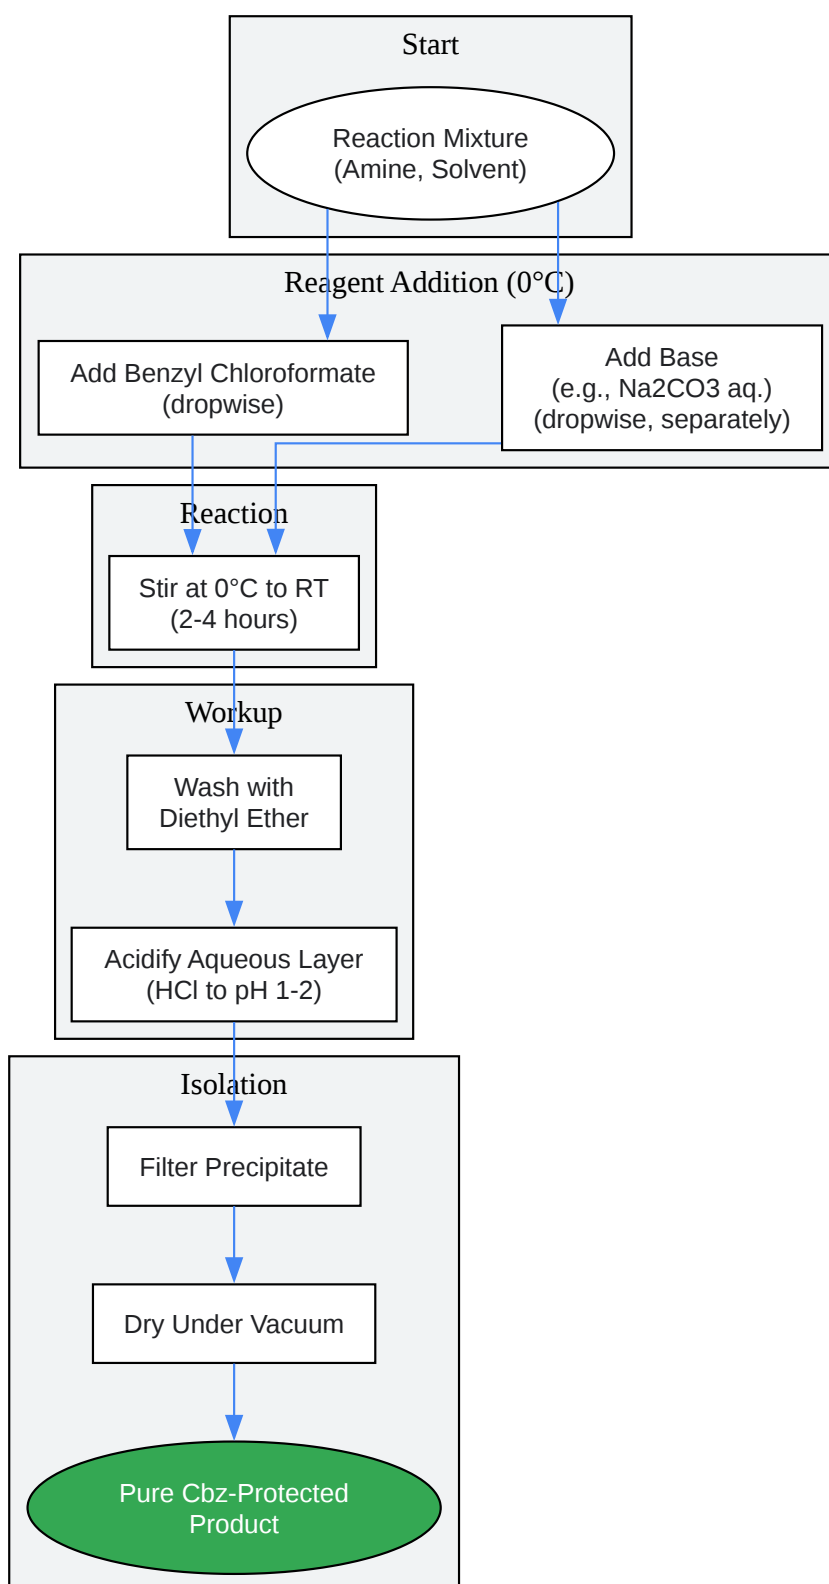 Start
Reaction Mixture
(Amine, Solvent)
Reagent Addition (0°C)
Add Benzyl Chloroformate
(dropwise)
Add Base
(e.g., Na2CO3 aq.)
(dropwise, separately)
Reaction
Stir at 0°C to RT
(2-4 hours)
Workup
Wash with
Diethyl Ether
Acidify Aqueous Layer
(HCl to pH 1-2)
Isolation
Filter Precipitate
Dry Under Vacuum
Pure Cbz-Protected
Product